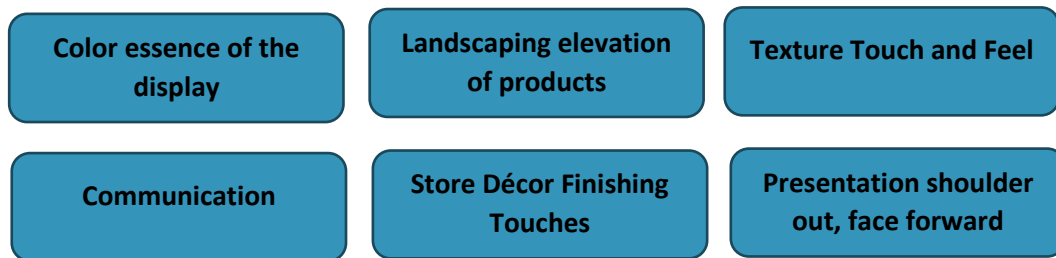 Color essence of the
display
Landscaping elevation
of products
Texture Touch and Feel
Communication
Store Décor Finishing
Touches
Presentation shoulder
out, face forward